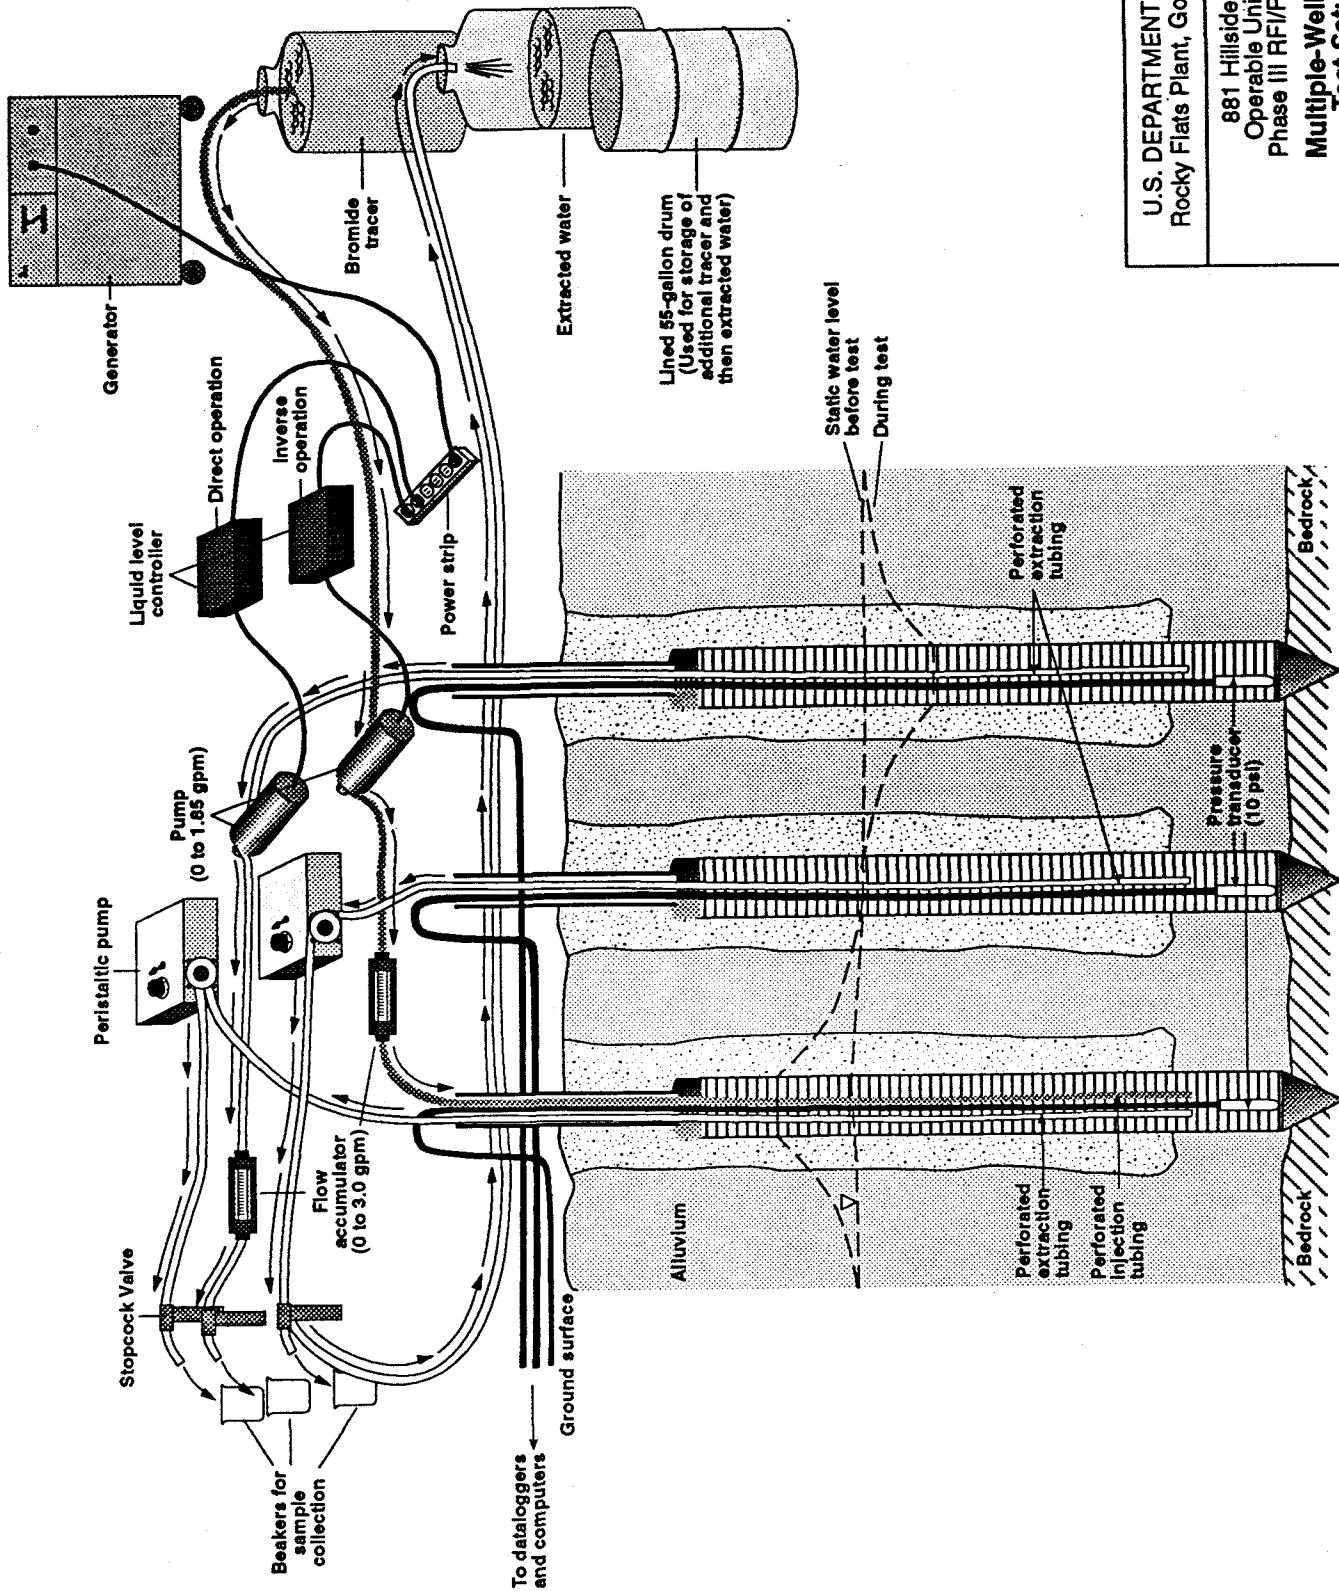 Generator
Direct operation
Inverse
operation
Liquid level
controller
Power strip
Bromide
tracer
Extracted water
Lined 55-gallon drum
(Used for storage of
additional tracer and
then extracted water)
Pump
(0 to 1.85 gpm)
Peristaltic pump
Stopcock Valve
Flow
accumulator
(0 to 3.0 gpm)
Beakers for
sample
collection
To dataloggers
and computers
Ground surface
Alluvium
Static water level
before test
During test
Perforated
extraction
tubing
Perforated
extraction
tubing
Perforated
injection
tubing
Pressure
transducer
(10 psi)
Bedrock
Bedrock
U.S. DEPARTMENT
Rocky Flats Plant, Go
881 Hillside
Operable Uni
Phase III RFI/
Multiple-Well
Test